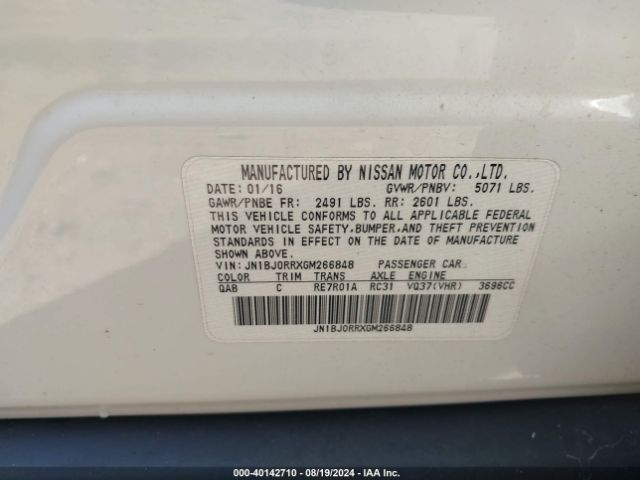 MANUFACTURED BY NISSAN MOTOR CO.,LTD.
DATE: 01/16 GVWR/PNBV: 5071 LBS.
GAWR/PNBE FR: 2491 LBS. RR: 2601 LBS.
THIS VEHICLE CONFORMS TO ALL APPLICABLE FEDERAL
MOTOR VEHICLE SAFETY,BUMPER,AND THEFT PREVENTION
STANDARDS IN EFFECT ON THE DATE OF MANUFACTURE
SHOWN ABOVE.
VIN: JN1BJ0RRXGM266848 PASSENGER CAR
COLOR TRIM TRANS AXLE ENGINE
QAB C RE7R01A RC31 VQ37(VHR) 3696CC
JN1BJ0RRXGM266848
000-40142710 - 08/19/2024 - IAA Inc.